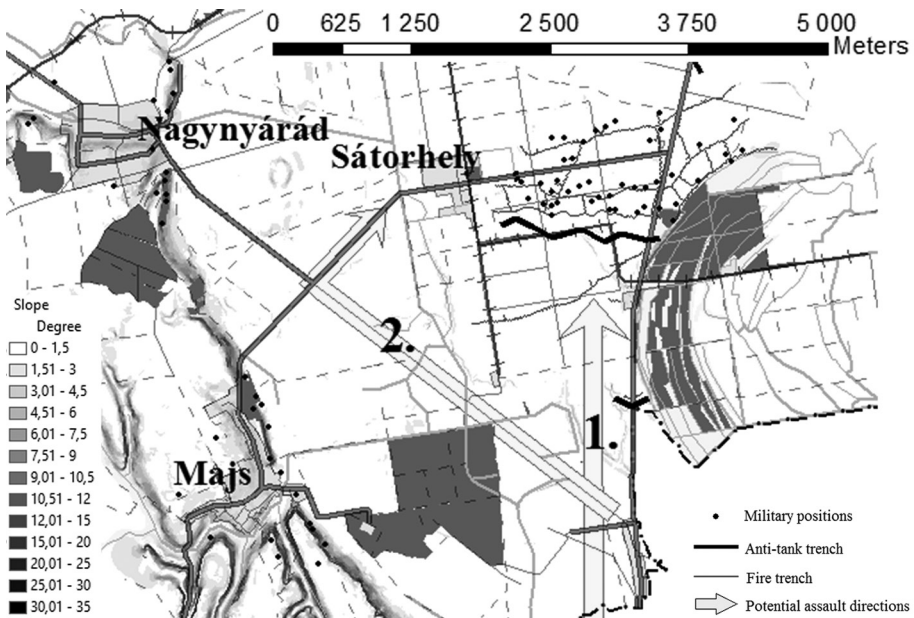 0 625 1 250 2 500 3 750 5 000
Meters
Nagynyárád
Sátorhely
2.
1.
Majs
Slope
Degree
0 - 1,5
1,51 - 3
3,01 - 4,5
4,51 - 6
6,01 - 7,5
7,51 - 9
9,01 - 10,5
10,51 - 12
12,01 - 15
15,01 - 20
20,01 - 25
25,01 - 30
30,01 - 35
Military positions
Anti-tank trench
Fire trench
Potential assault directions